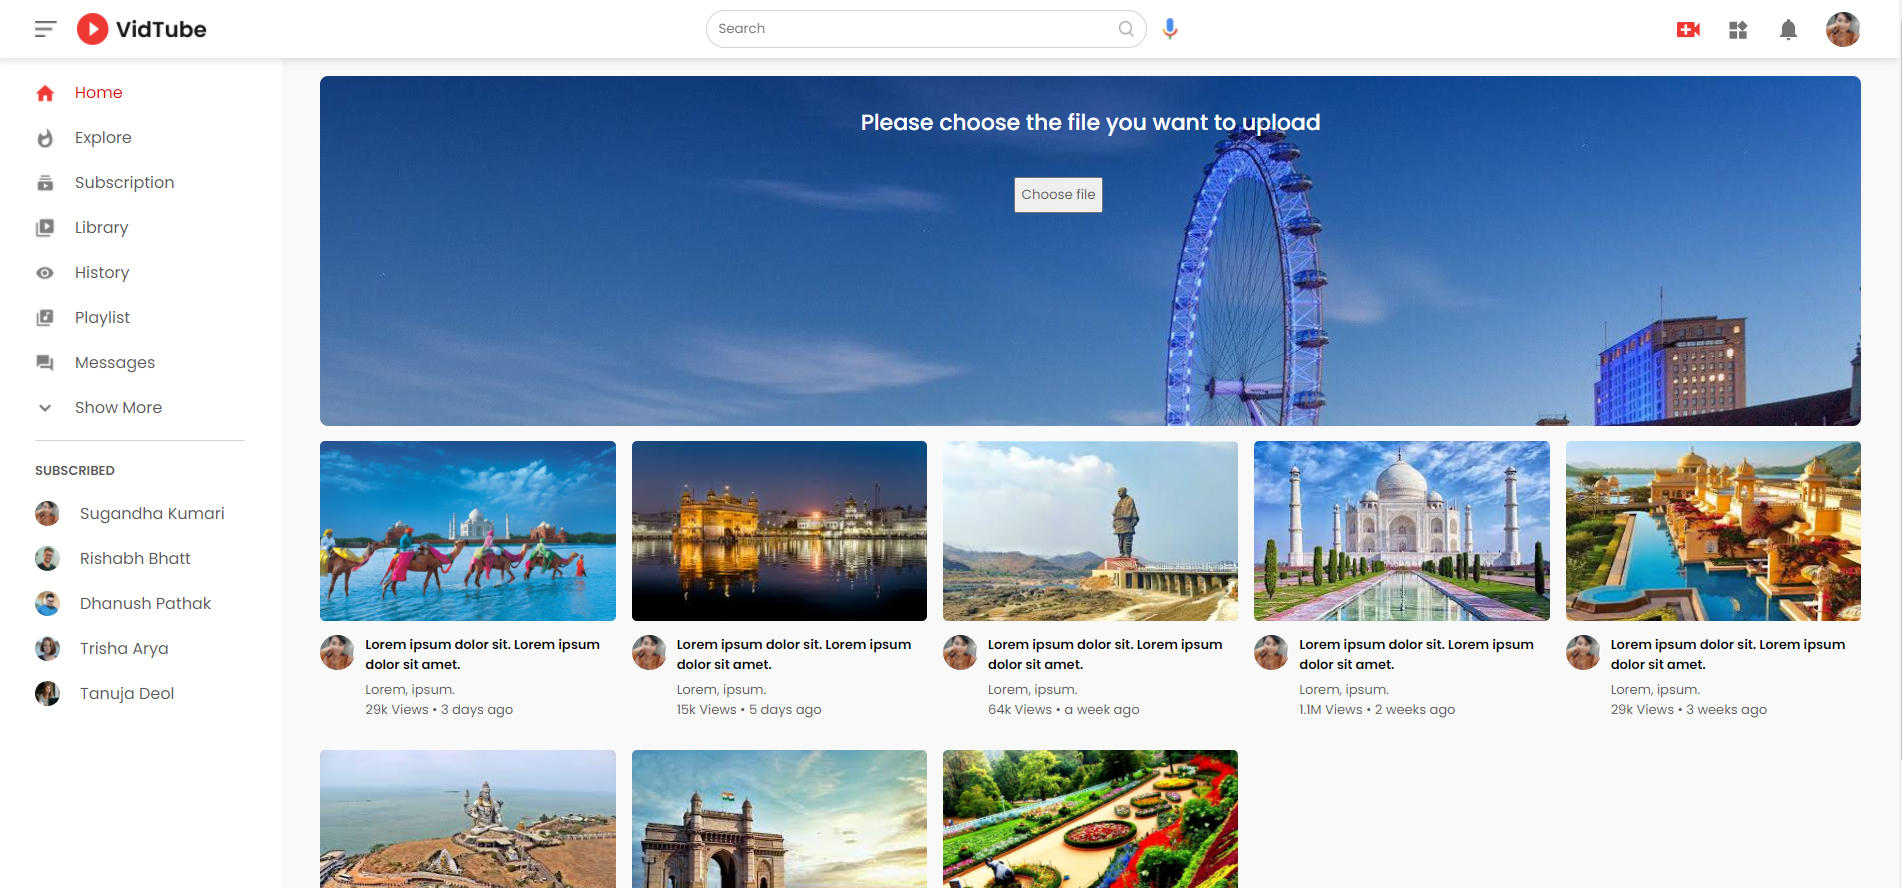 VidTube
Search
Home
Explore
Subscription
Library
History
Playlist
Messages
Show More
SUBSCRIBED
Sugandha Kumari
Rishabh Bhatt
Dhanush Pathak
Trisha Arya
Tanuja Deol
Please choose the file you want to upload
Choose file
Lorem ipsum dolor sit. Lorem ipsum
dolor sit amet.
Lorem, ipsum.
29k Views • 3 days ago
Lorem ipsum dolor sit. Lorem ipsum
dolor sit amet.
Lorem, ipsum.
15k Views • 5 days ago
Lorem ipsum dolor sit. Lorem ipsum
dolor sit amet.
Lorem, ipsum.
64k Views • a week ago
Lorem ipsum dolor sit. Lorem ipsum
dolor sit amet.
Lorem, ipsum.
1.1M Views • 2 weeks ago
Lorem ipsum dolor sit. Lorem ipsum
dolor sit amet.
Lorem, ipsum.
29k Views • 3 weeks ago